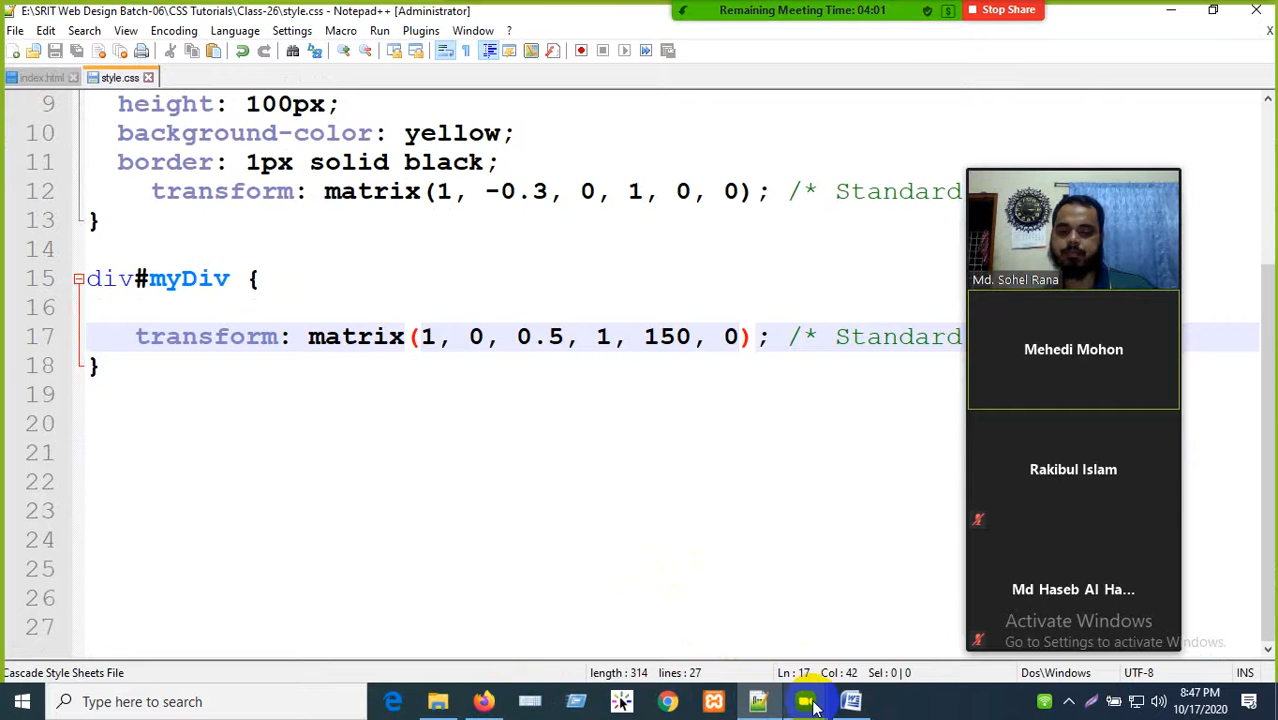 E:\SRIT Web Design Batch-06\CSS Tutorials\Class-26\style.css - Notepad++ [Administrator]
Remaining Meeting Time: 04:01
Stop Share
File Edit Search View Encoding Language Settings Macro Run Plugins Window ?
X
index.html style.css
9 height: 100px;
10 background-color: yellow;
11 border: 1px solid black;
12 transform: matrix(1, -0.3, 0, 1, 0, 0); /* Standard
13 }
14
15 div#myDiv {
16
17 transform: matrix(1, 0, 0.5, 1, 150, 0); /* Standard
18 }
19
20
21
22
23
24
25
26
27
Md. Sohel Rana
Mehedi Mohon
Rakibul Islam
Md Haseb Al Ha...
Activate Windows
Go to Settings to activate Windows.
Cascade Style Sheets File length : 314 lines : 27 Ln : 17 Col : 42 Sel : 0 | 0 Dos\Windows UTF-8 INS
Type here to search
8:47 PM
10/17/2020